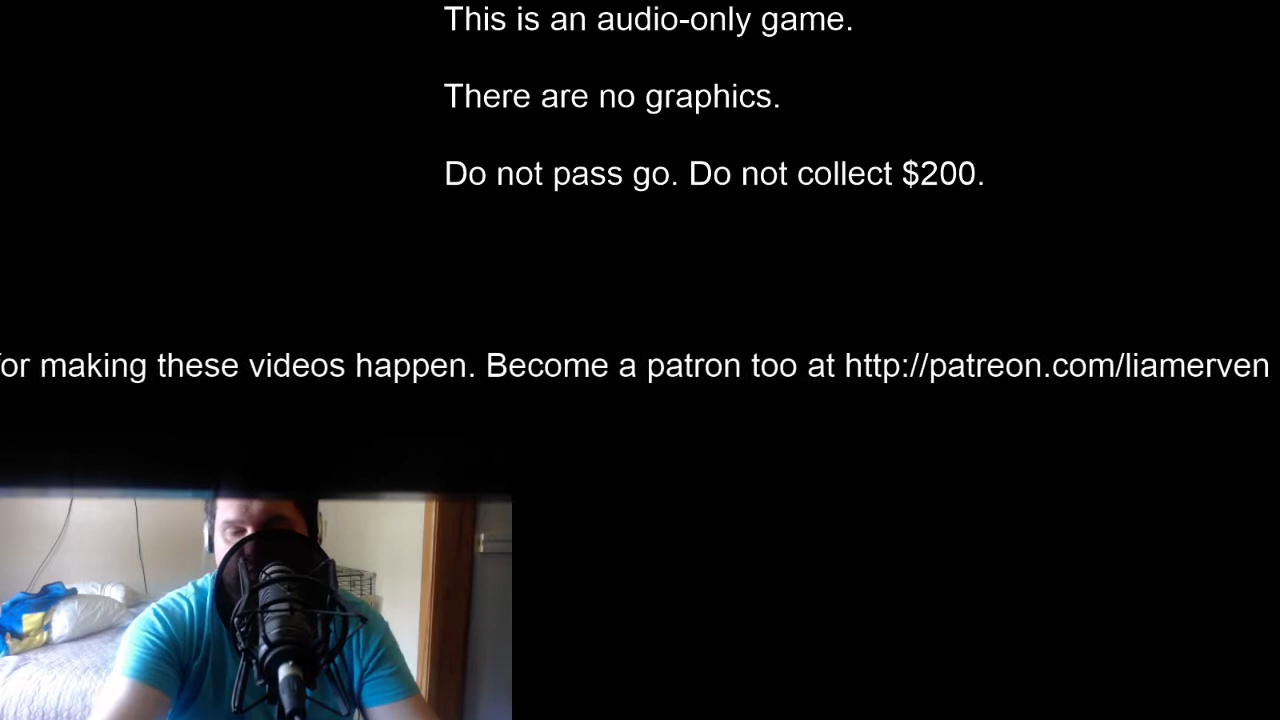 This is an audio-only game.
There are no graphics.
Do not pass go. Do not collect $200.
making these videos happen. Become a patron too at http://patreon.com/liamerven